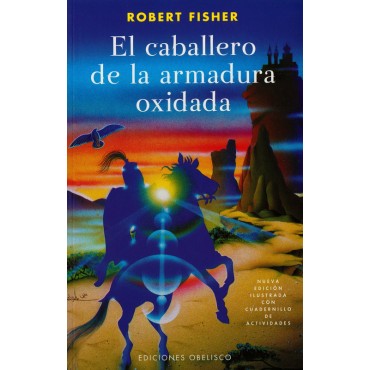 ROBERT FISHER
El caballero
de la armadura
oxidada
NUEVA
EDICIÓN
ILUSTRADA
CON
CUADERNILLO
DE
ACTIVIDADES
EDICIONES OBELISCO